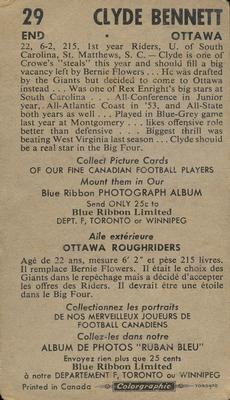 29 CLYDE BENNETT
END • OTTAWA
22, 6-2, 215, 1st year Riders, U. of South
Carolina, St. Matthews, S. C. — Clyde is one of
Crowe's "steals" this year and should fill a big
vacancy left by Bernie Flowers . . . He was drafted
by the Giants but decided to come to Ottawa
instead . . . Was one of Rex Enright's big stars at
South Carolina . . . All-Conference in Junior
year, All-Atlantic Coast in '53, and All-State
both years as well . . . Played in Blue-Grey game
last year at Montgomery . . . likes offensive role
better than defensive . . . Biggest thrill was
beating West Virginia last season . . . Clyde should
be a real star in the Big Four.
Collect Picture Cards
OF OUR FINE CANADIAN FOOTBALL PLAYERS
Mount them in Our
Blue Ribbon PHOTOGRAPH ALBUM
Send ONLY 25c to
Blue Ribbon Limited
DEPT. F, TORONTO or WINNIPEG
Aile extérieure
OTTAWA ROUGHRIDERS
Agé de 22 ans, mesure 6' 2" et pèse 215 livres.
Il remplace Bernie Flowers. Il était le choix des
Giants dans le repêchage mais a décidé d'accepter
les offres des Riders. Il devrait être une étoile
dans le Big Four.
Collectionnez les portraits
DE NOS MERVEILLEUX JOUEURS DE
FOOTBALL CANADIENS
Collez-les dans notre
ALBUM DE PHOTOS "RUBAN BLEU"
Envoyez rien plus que 25 cents
Blue Ribbon Limited
à notre DEPARTEMENT F, TORONTO ou WINNIPEG
Printed in Canada Colorgraphic TORONTO